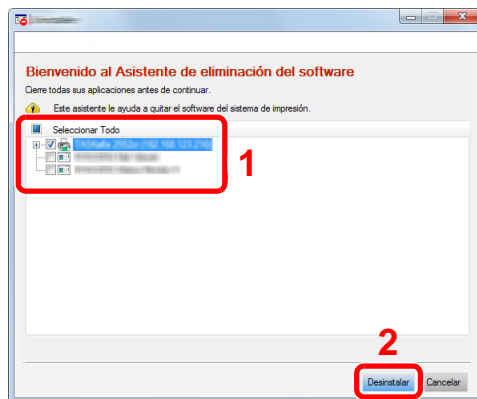 Bienvenido al Asistente de eliminación del software
Cierre todas sus aplicaciones antes de continuar.
Este asistente le ayuda a quitar el software del sistema de impresión.
Seleccionar Todo
1
2
Desinstalar Cancelar